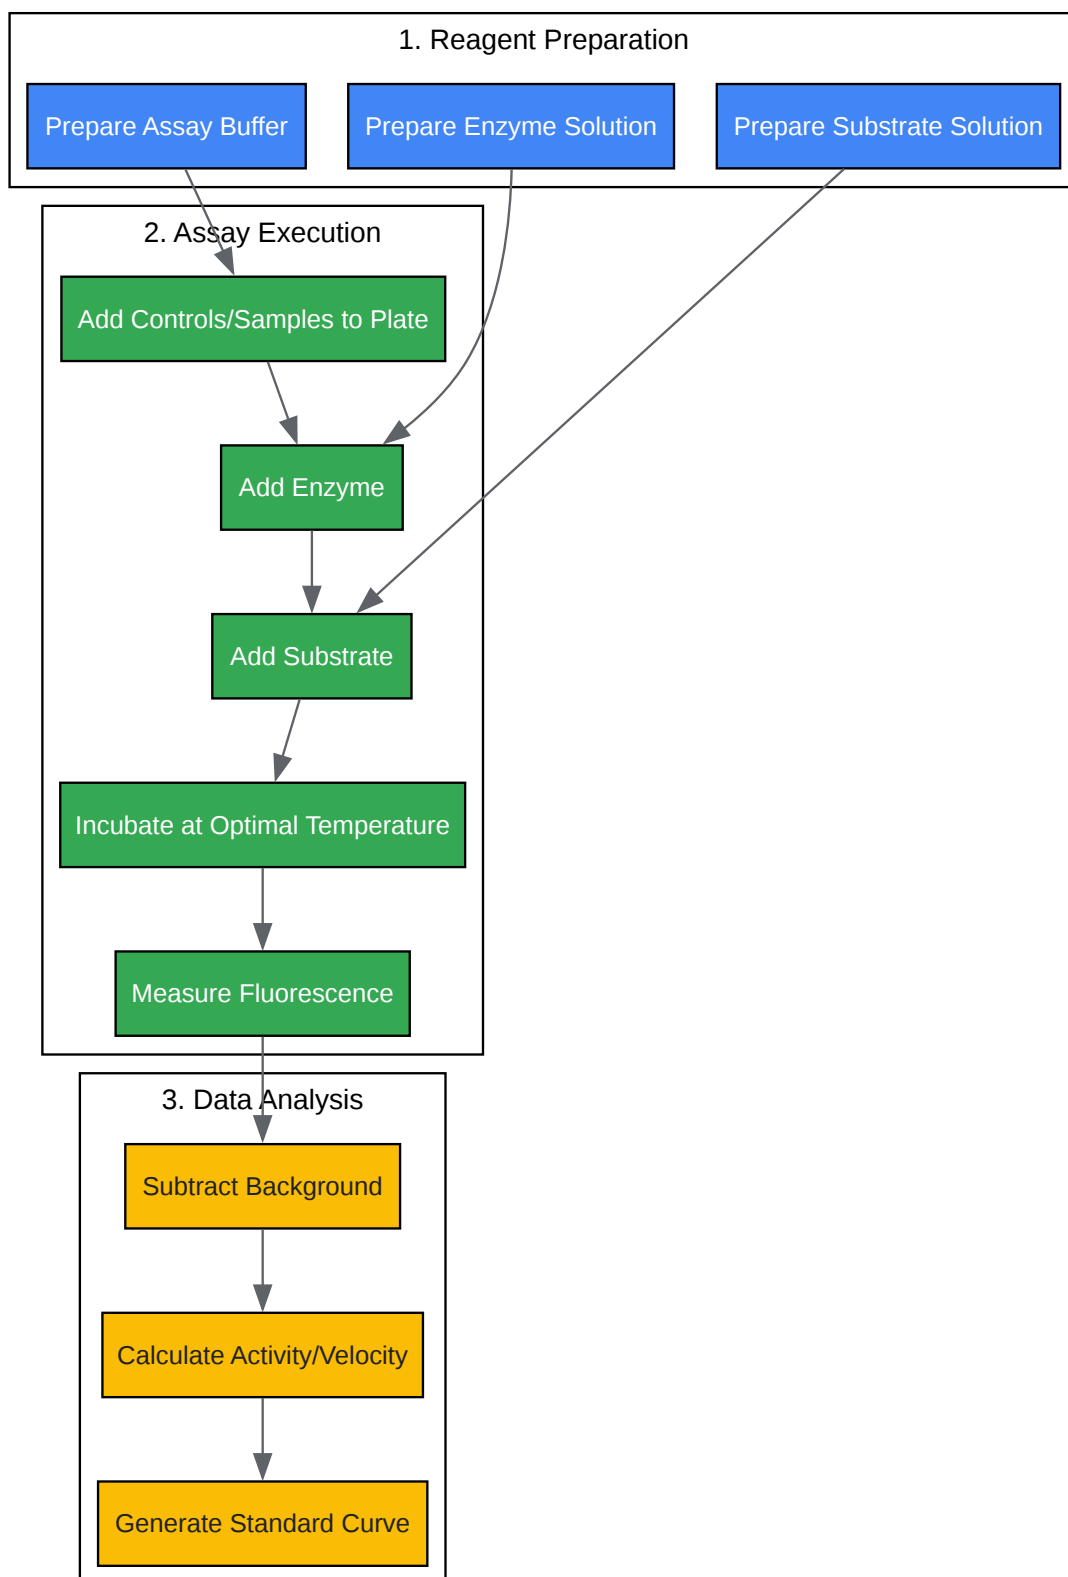 1. Reagent Preparation
Prepare Assay Buffer
Prepare Enzyme Solution
Prepare Substrate Solution
2. Assay Execution
Add Controls/Samples to Plate
Add Enzyme
Add Substrate
Incubate at Optimal Temperature
Measure Fluorescence
3. Data Analysis
Subtract Background
Calculate Activity/Velocity
Generate Standard Curve